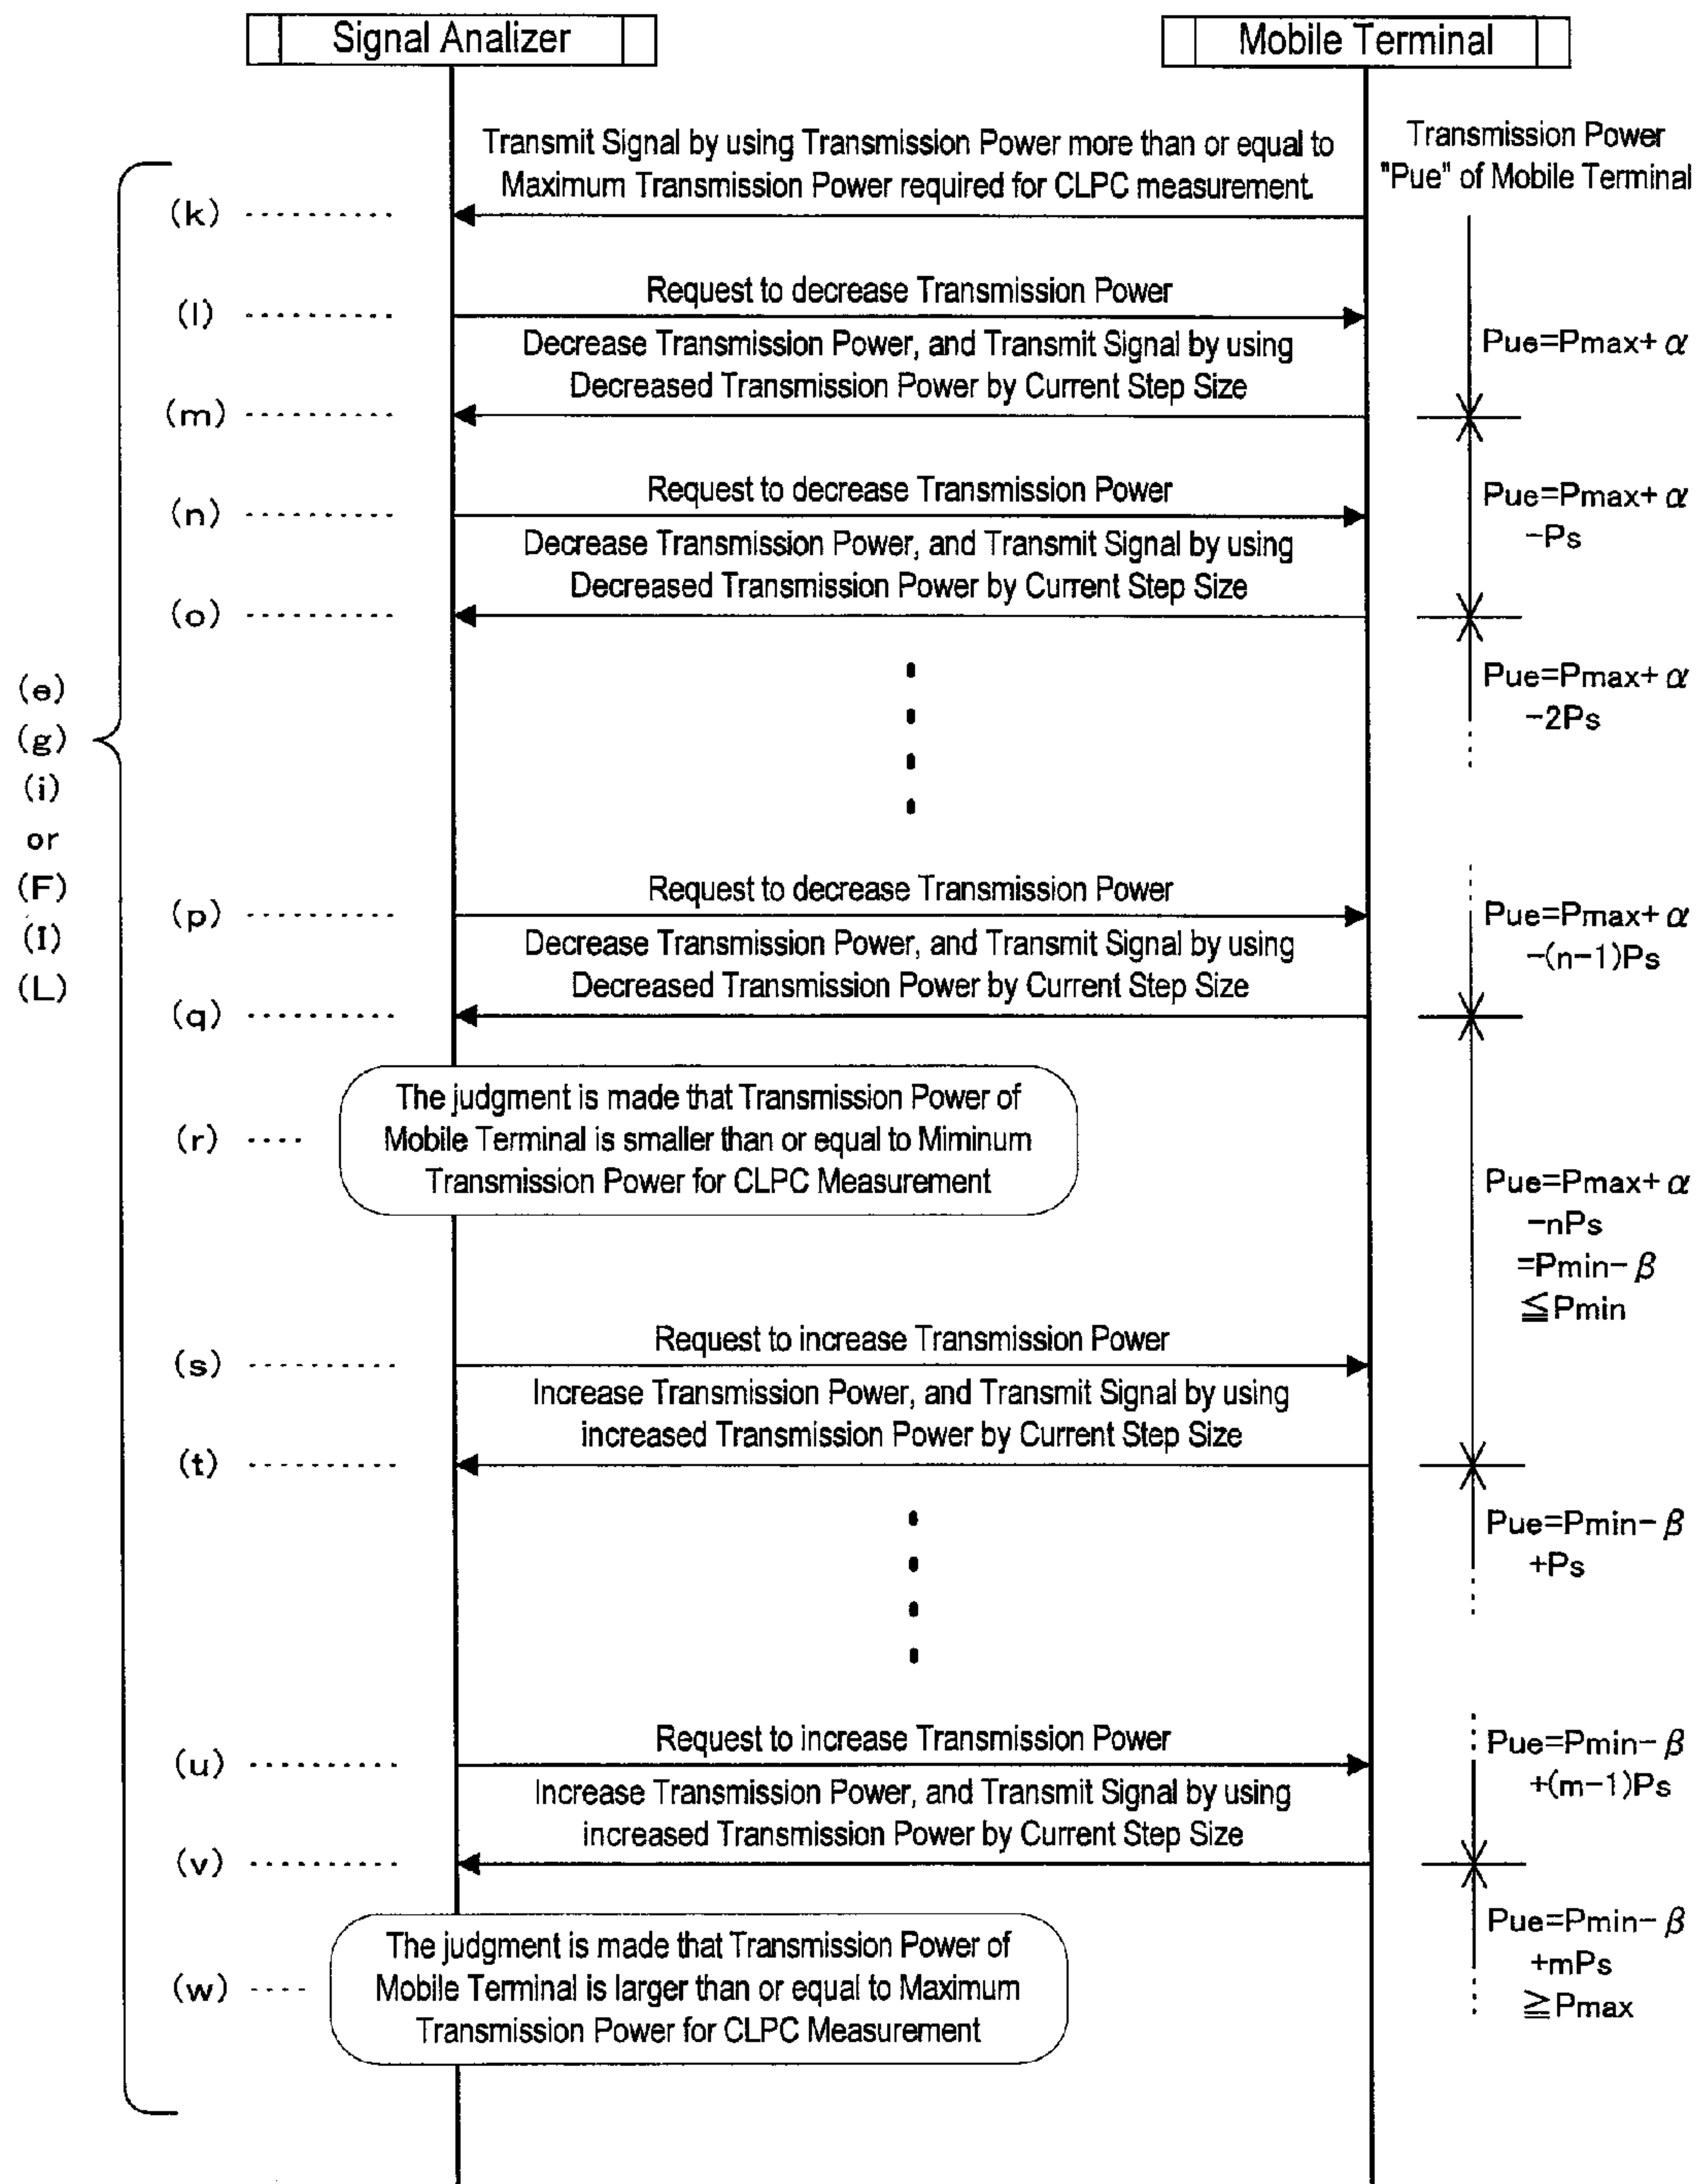 Signal Analizer
Mobile Terminal
Transmission Power
"Pue" of Mobile Terminal
Transmit Signal by using Transmission Power more than or equal to
Maximum Transmission Power required for CLPC measurement.
(k) ..........
Request to decrease Transmission Power
(l) ..........
Decrease Transmission Power, and Transmit Signal by using
Decreased Transmission Power by Current Step Size
Pue=Pmax+ α
(m) ..........
Request to decrease Transmission Power
(n) ..........
Pue=Pmax+ α
-Ps
Decrease Transmission Power, and Transmit Signal by using
Decreased Transmission Power by Current Step Size
(o) ..........
Pue=Pmax+ α
-2Ps
(e)
(g)
(i)
or
(F)
(I)
(L)
Request to decrease Transmission Power
(p) ..........
Pue=Pmax+ α
-(n-1)Ps
Decrease Transmission Power, and Transmit Signal by using
Decreased Transmission Power by Current Step Size
(q) ..........
(r) ....
The judgment is made that Transmission Power of
Mobile Terminal is smaller than or equal to Miminum
Transmission Power for CLPC Measurement
Pue=Pmax+ α
-nPs
=Pmin- β
≦Pmin
Request to increase Transmission Power
(s) ..........
Increase Transmission Power, and Transmit Signal by using
increased Transmission Power by Current Step Size
(t) ..........
Pue=Pmin- β
+Ps
Request to increase Transmission Power
(u) ..........
Pue=Pmin- β
+(m-1)Ps
Increase Transmission Power, and Transmit Signal by using
increased Transmission Power by Current Step Size
(v) ..........
(w) ....
The judgment is made that Transmission Power of
Mobile Terminal is larger than or equal to Maximum
Transmission Power for CLPC Measurement
Pue=Pmin- β
+mPs
≧Pmax